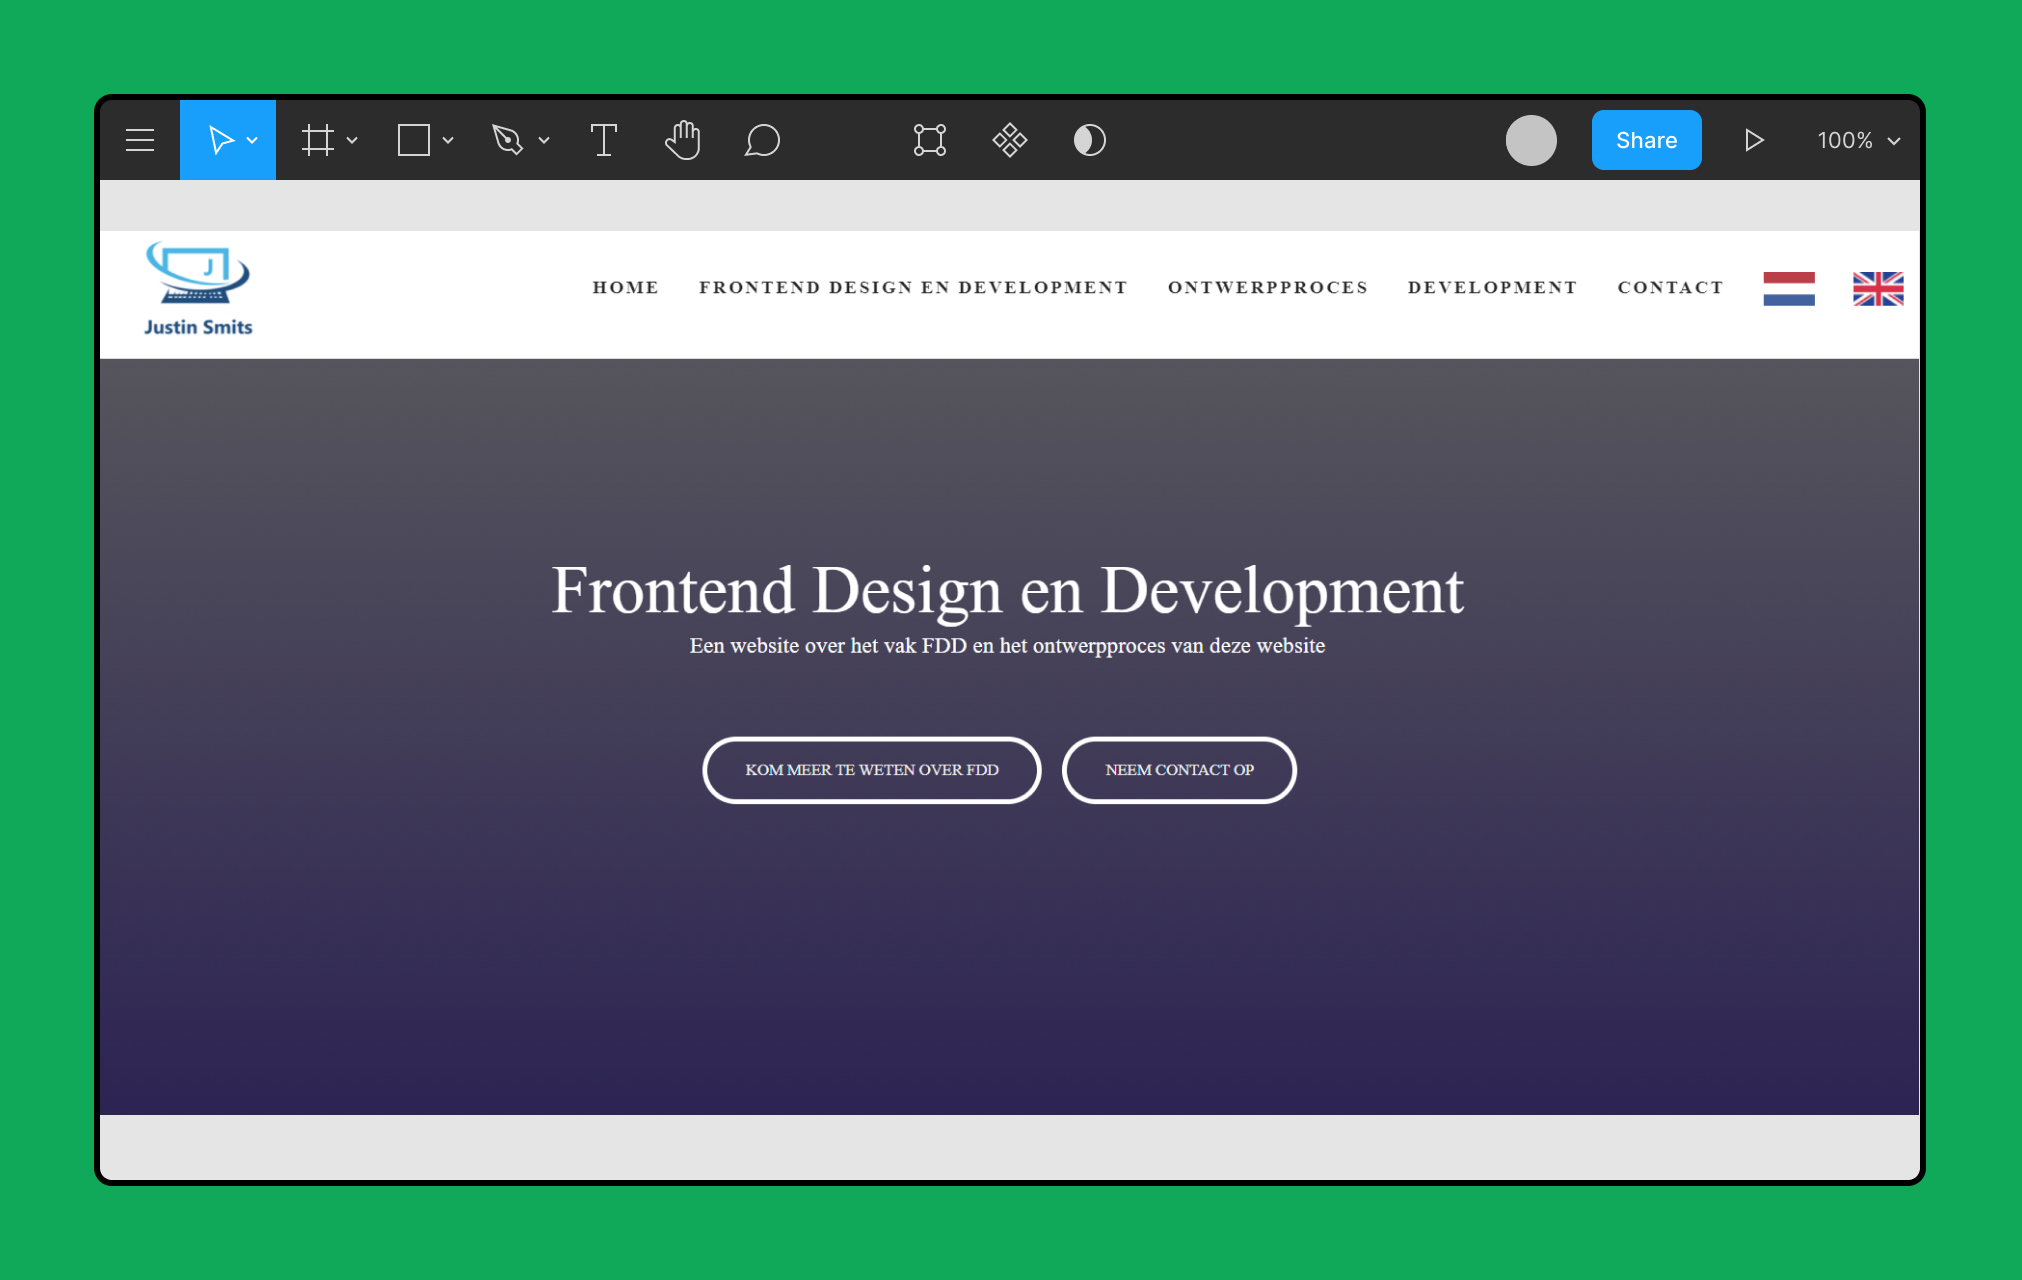 Share
100%
J
Justin Smits
HOME FRONTEND DESIGN EN DEVELOPMENT ONTWERPPROCES DEVELOPMENT CONTACT
Frontend Design en Development
Een website over het vak FDD en het ontwerpproces van deze website
KOM MEER TE WETEN OVER FDD
NEEM CONTACT OP